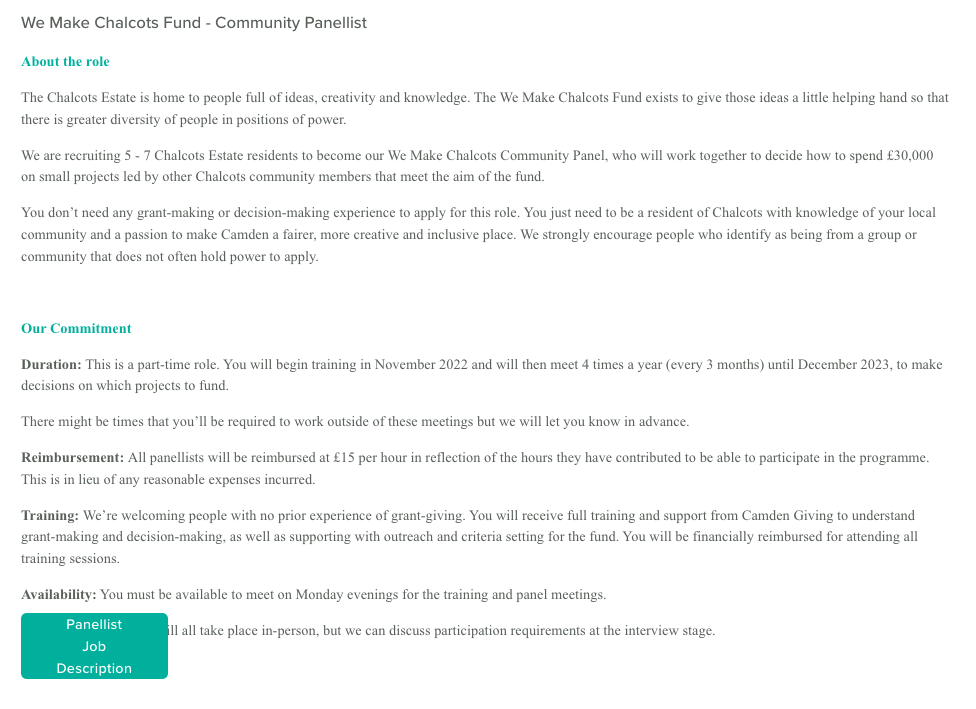 We Make Chalcots Fund - Community Panellist
About the role
The Chalcots Estate is home to people full of ideas, creativity and knowledge. The We Make Chalcots Fund exists to give those ideas a little helping hand so that
there is greater diversity of people in positions of power.
We are recruiting 5 - 7 Chalcots Estate residents to become our We Make Chalcots Community Panel, who will work together to decide how to spend £30,000
on small projects led by other Chalcots community members that meet the aim of the fund.
You don’t need any grant-making or decision-making experience to apply for this role. You just need to be a resident of Chalcots with knowledge of your local
community and a passion to make Camden a fairer, more creative and inclusive place. We strongly encourage people who identify as being from a group or
community that does not often hold power to apply.
Our Commitment
Duration: This is a part-time role. You will begin training in November 2022 and will then meet 4 times a year (every 3 months) until December 2023, to make
decisions on which projects to fund.
There might be times that you’ll be required to work outside of these meetings but we will let you know in advance.
Reimbursement: All panellists will be reimbursed at £15 per hour in reflection of the hours they have contributed to be able to participate in the programme.
This is in lieu of any reasonable expenses incurred.
Training: We’re welcoming people with no prior experience of grant-giving. You will receive full training and support from Camden Giving to understand
grant-making and decision-making, as well as supporting with outreach and criteria setting for the fund. You will be financially reimbursed for attending all
training sessions.
Availability: You must be available to meet on Monday evenings for the training and panel meetings.
all take place in-person, but we can discuss participation requirements at the interview stage.
Panellist
Job
Description